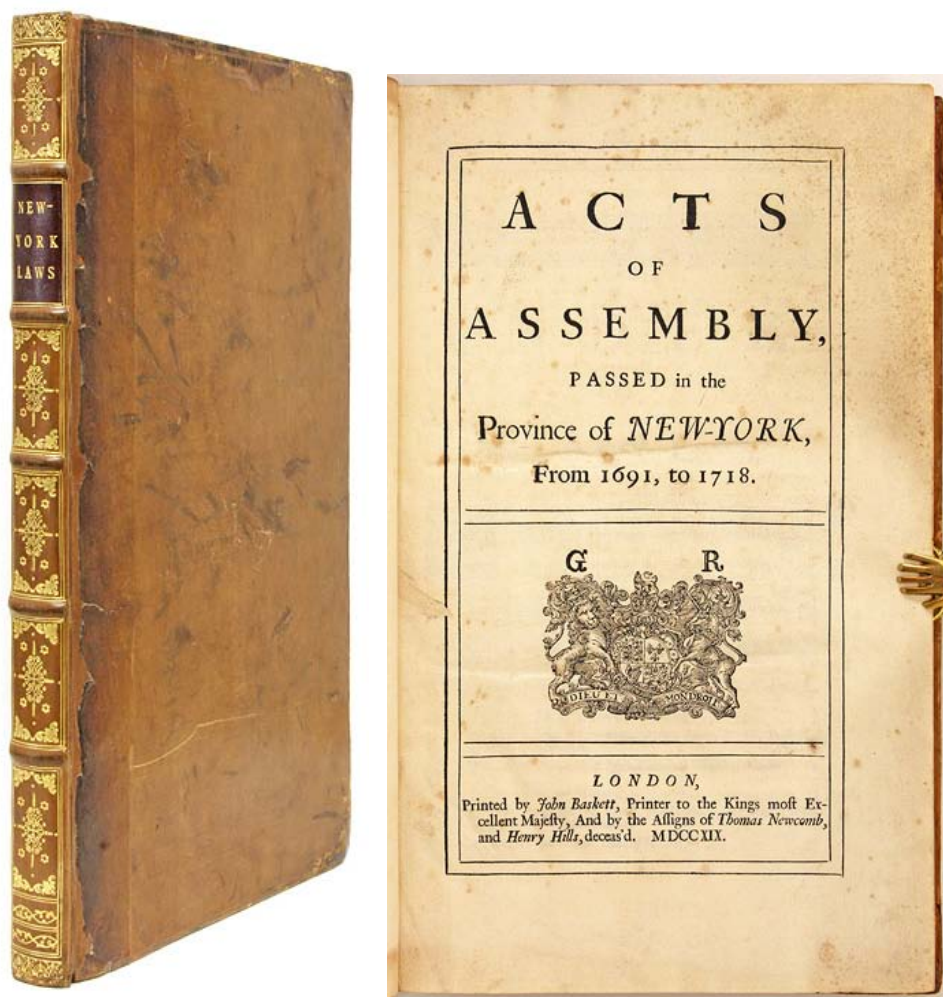 NEW-
YORK
LAWS
ACTS
OF
ASSEMBLY,
PASSED in the
Province of NEW-YORK,
From 1691, to 1718.
G R
DIEU ET MON DROIT
LONDON,
Printed by John Baskett, Printer to the Kings moſt Ex-
cellent Majeſty, And by the Aſſigns of Thomas Newcomb,
and Henry Hills, deceas'd. MDCCXIX.